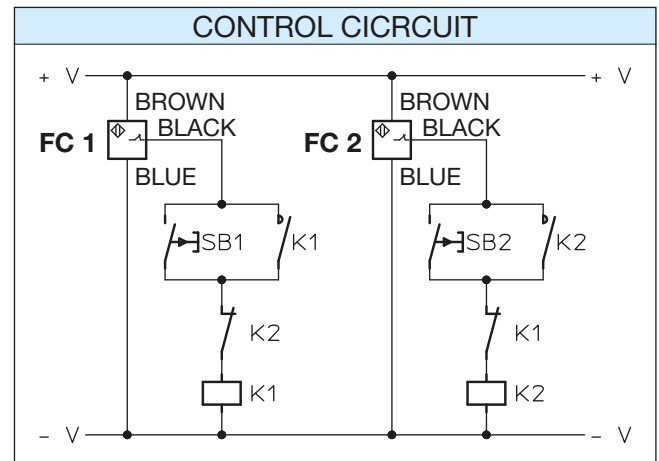 CONTROL CICRCUIT
+ V + V
BROWN BROWN
FC 1 BLACK FC 2 BLACK
BLUE BLUE
SB1 K1 SB2 K2
K2 K1
K1 K2
- V - V